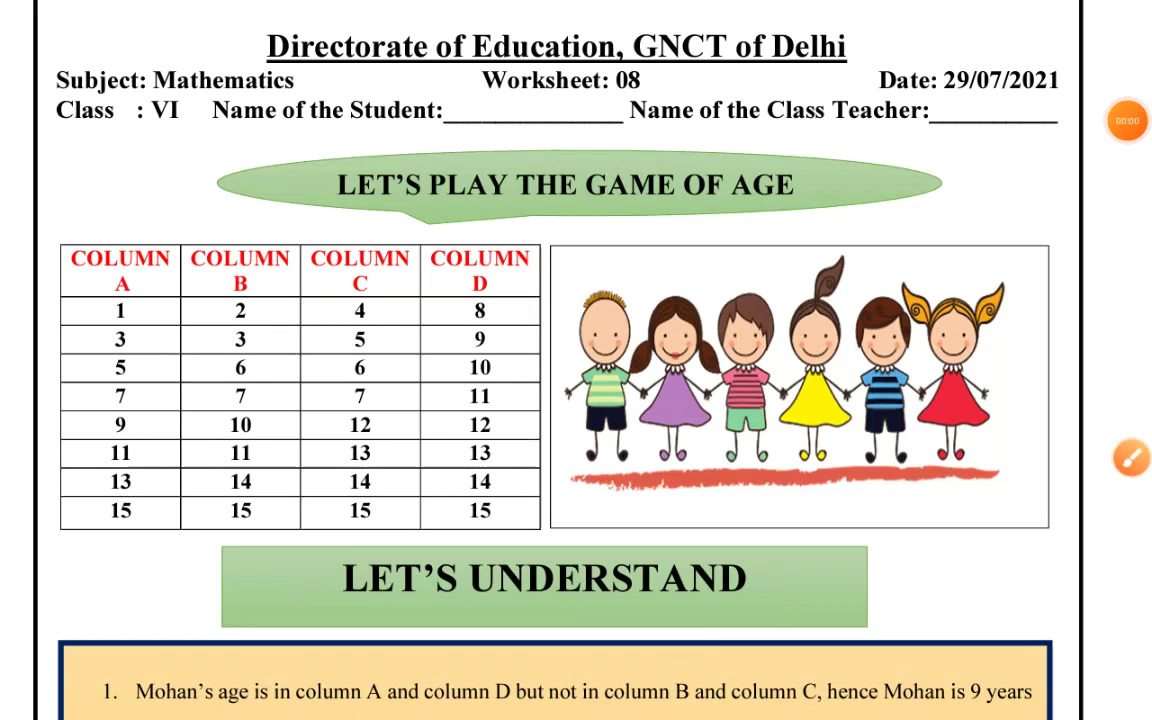 Directorate of Education, GNCT of Delhi
Subject: Mathematics Worksheet: 08 Date: 29/07/2021
Class : VI Name of the Student:______________ Name of the Class Teacher:__________
00:00
LET’S PLAY THE GAME OF AGE
COLUMN A COLUMN B COLUMN C COLUMN D
1 2 4 8
3 3 5 9
5 6 6 10
7 7 7 11
9 10 12 12
11 11 13 13
13 14 14 14
15 15 15 15
LET’S UNDERSTAND
1. Mohan’s age is in column A and column D but not in column B and column C, hence Mohan is 9 years